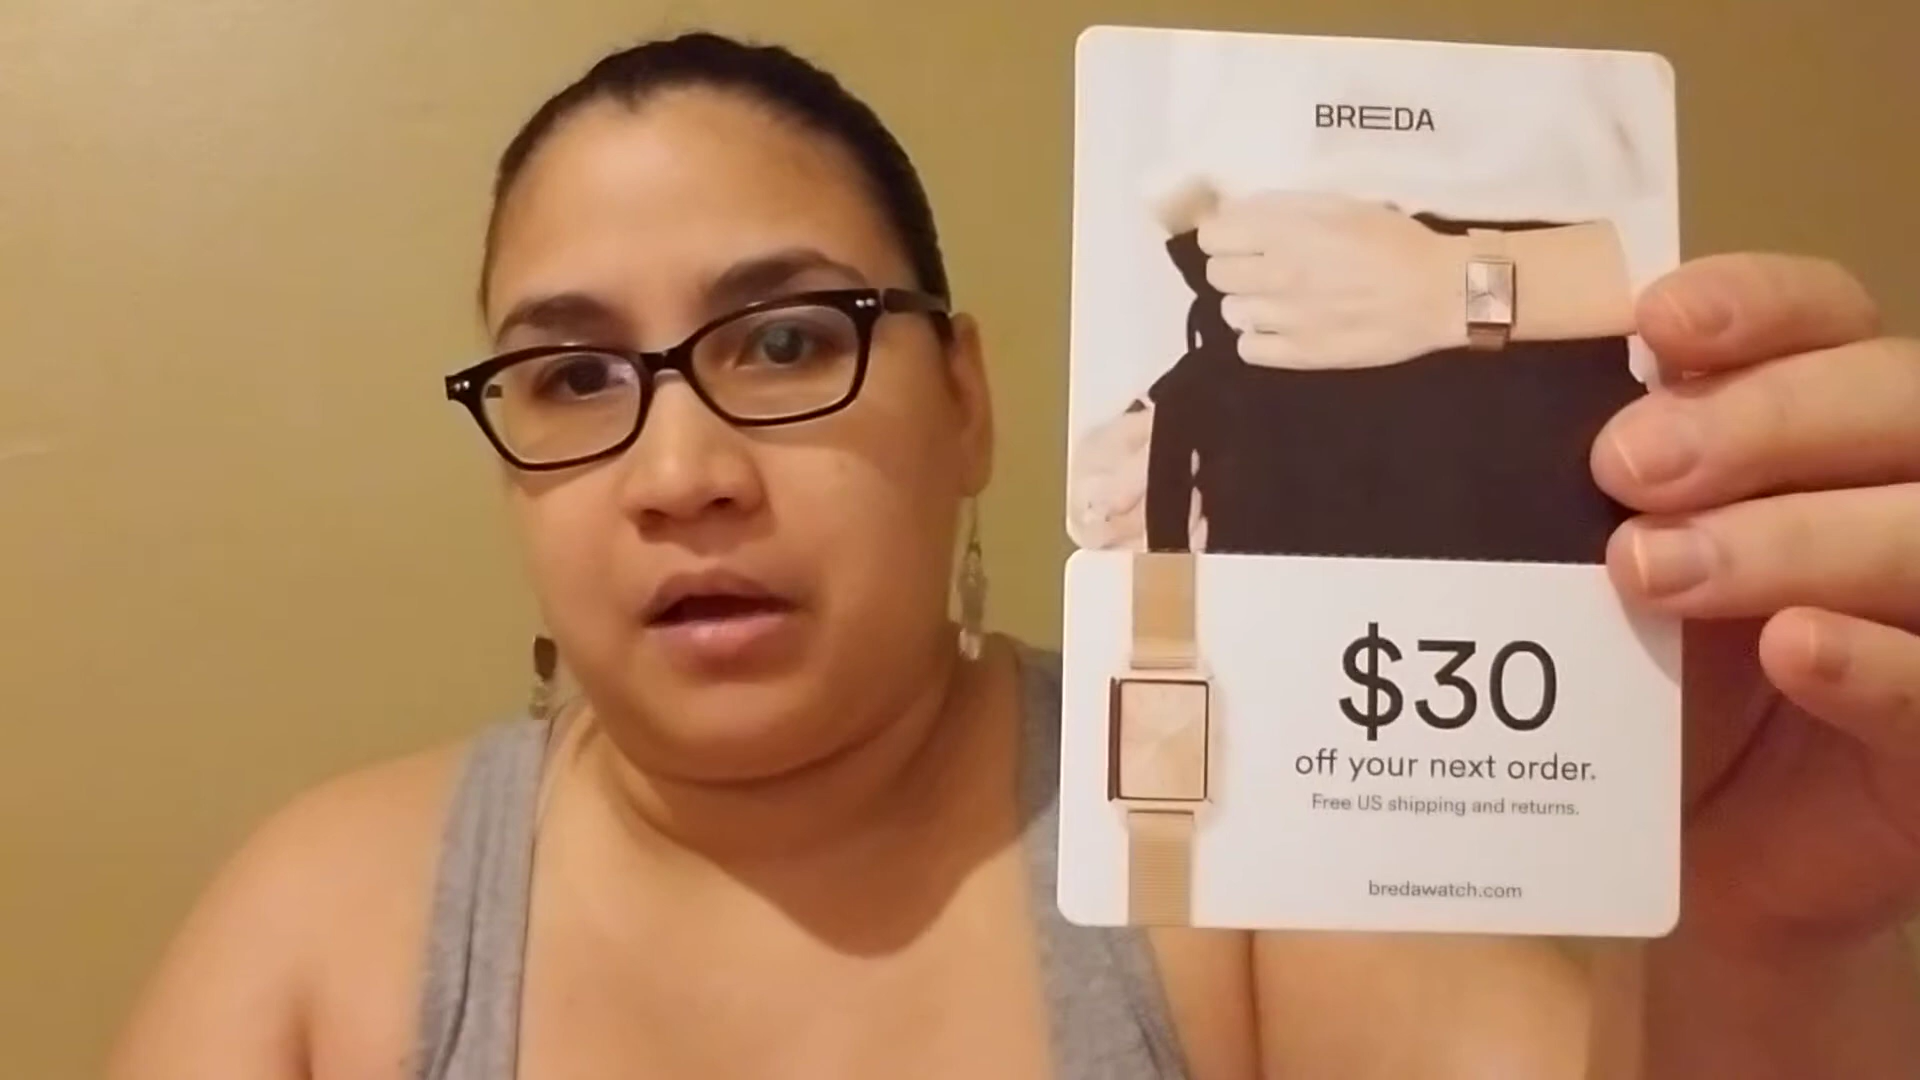 BREDA
$30
off your next order.
Free US shipping and returns.
bredawatch.com